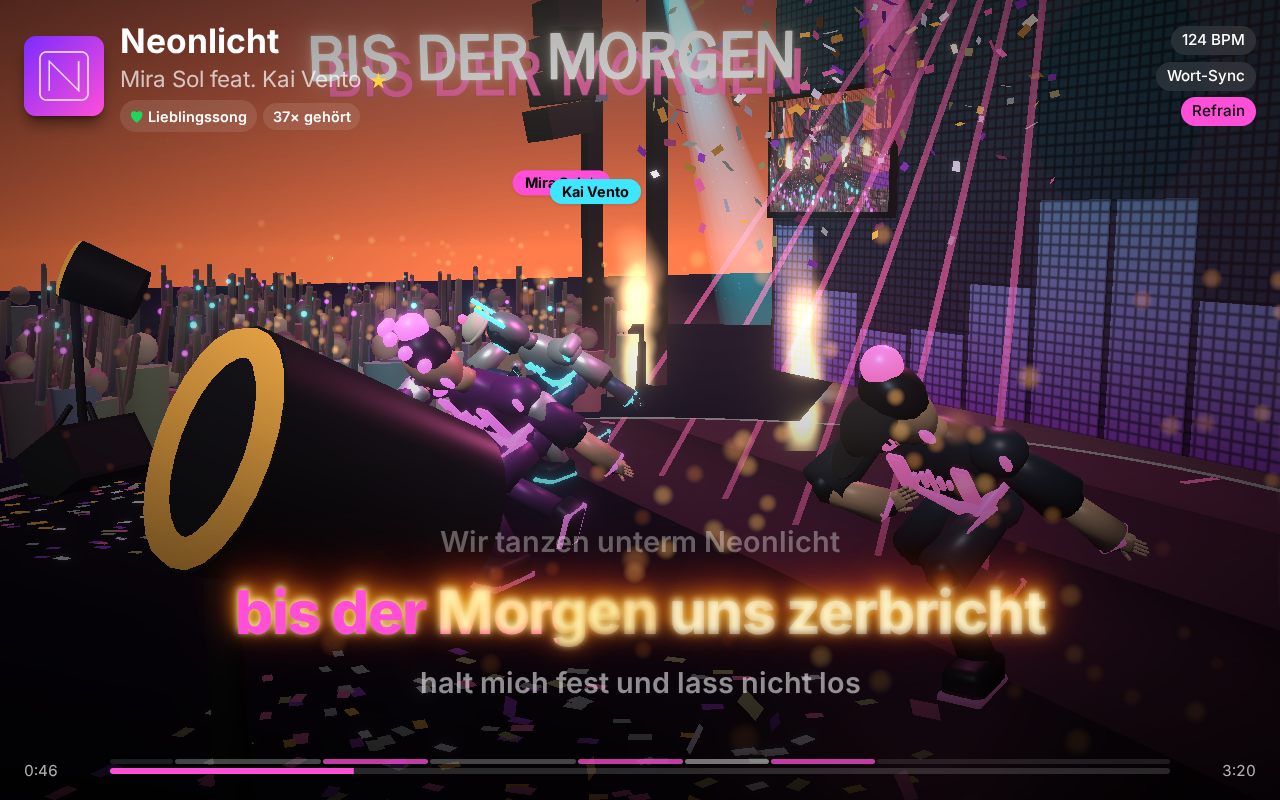 Neonlicht
Mira Sol feat. Kai Vento ⭐
Lieblingssong
37× gehört
BIS DER MORGEN
124 BPM
Wort-Sync
Refrain
Kai Vento
Wir tanzen unterm Neonlicht
bis der Morgen uns zerbricht
halt mich fest und lass nicht los
0:46
3:20